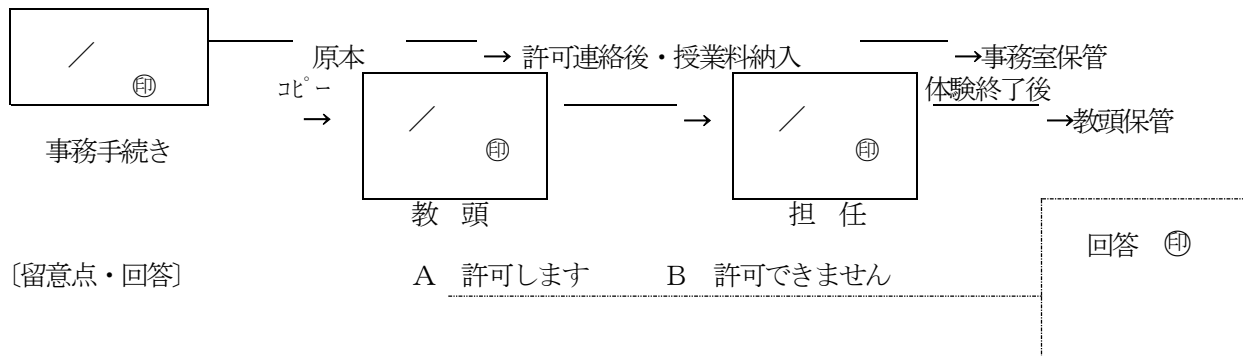 ／
原本 → 許可連絡後・授業料納入 →事務室保管
㊞ ｺﾋﾟｰ 体験終了後
→ ／ → ／ →教頭保管
事務手続き ㊞ ㊞
教 頭 担 任
回答 ㊞
〔留意点・回答〕 A 許可します B 許可できません